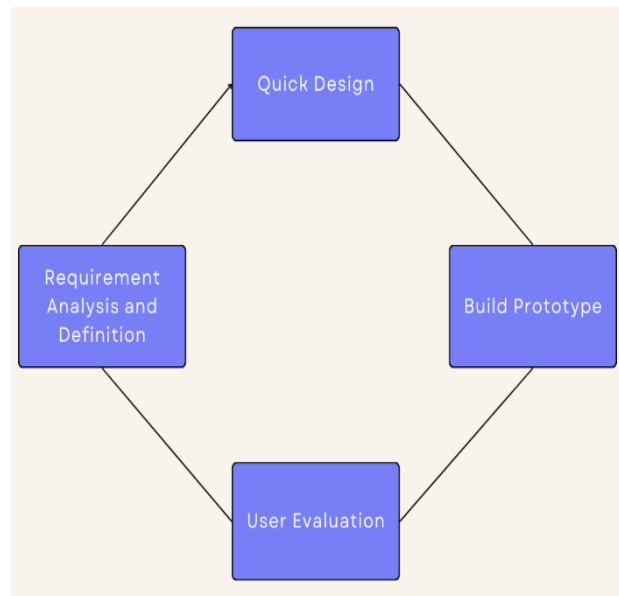 Quick Design
Requirement
Analysis and
Definition
Build Prototype
User Evaluation